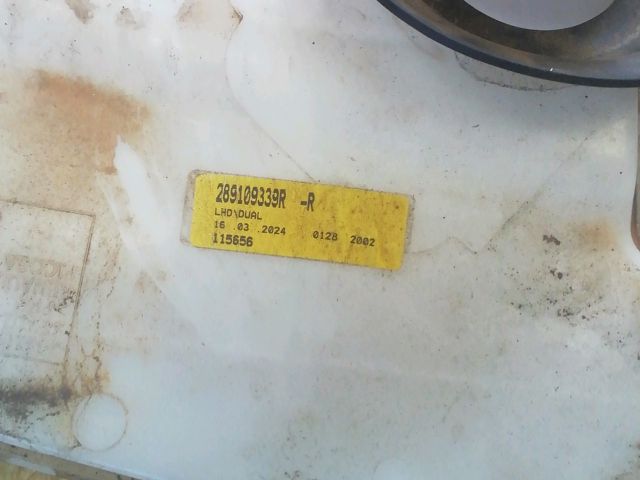 289109339R -R
LHD\DUAL
16 .03 .2024 0128 2002
115656